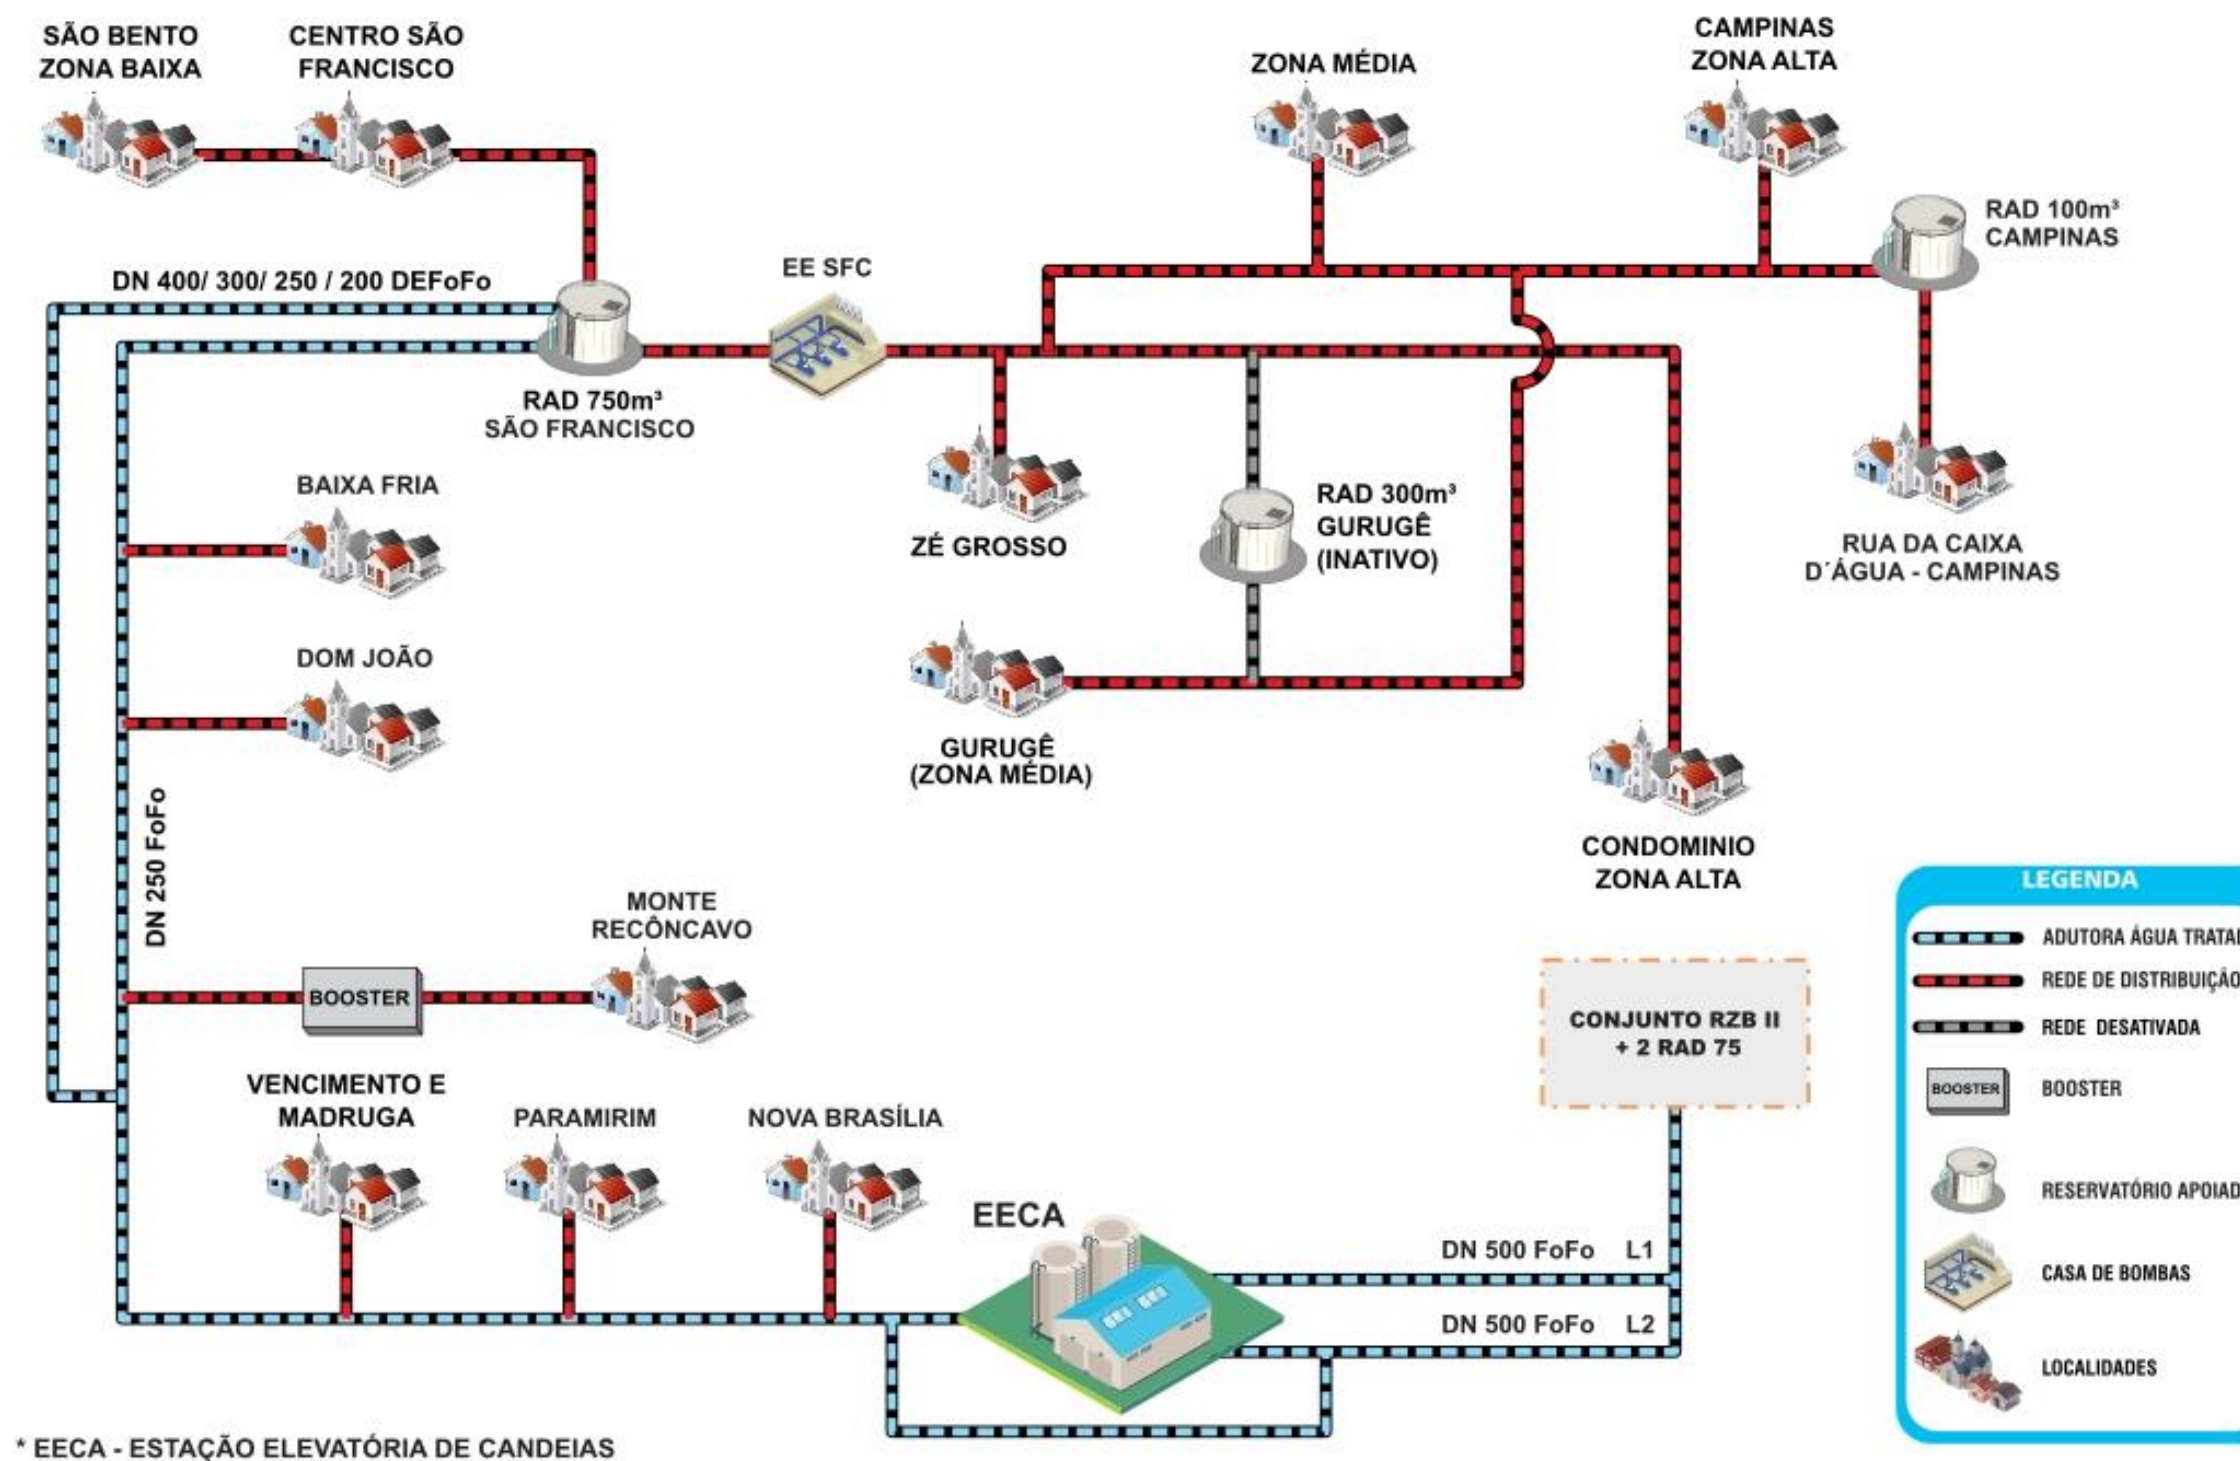 SÃO BENTO
ZONA BAIXA
CENTRO SÃO
FRANCISCO
ZONA MÉDIA
CAMPINAS
ZONA ALTA
RAD 100m³
CAMPINAS
EE SFC
DN 400/ 300/ 250 / 200 DEFoFo
RAD 750m³
SÃO FRANCISCO
BAIXA FRIA
ZÉ GROSSO
RAD 300m³
GURUGÊ
(INATIVO)
RUA DA CAIXA
D´ÁGUA - CAMPINAS
DOM JOÃO
GURUGÊ
(ZONA MÉDIA)
DN 250 FoFo
CONDOMINIO
ZONA ALTA
MONTE
RECÔNCAVO
BOOSTER
CONJUNTO RZB II
+ 2 RAD 75
VENCIMENTO E
MADRUGA
PARAMIRIM
NOVA BRASÍLIA
EECA
DN 500 FoFo L1
DN 500 FoFo L2
LEGENDA
ADUTORA ÁGUA TRATAD
REDE DE DISTRIBUIÇÃO
REDE DESATIVADA
BOOSTER
BOOSTER
RESERVATÓRIO APOIAD
CASA DE BOMBAS
LOCALIDADES
* EECA - ESTAÇÃO ELEVATÓRIA DE CANDEIAS